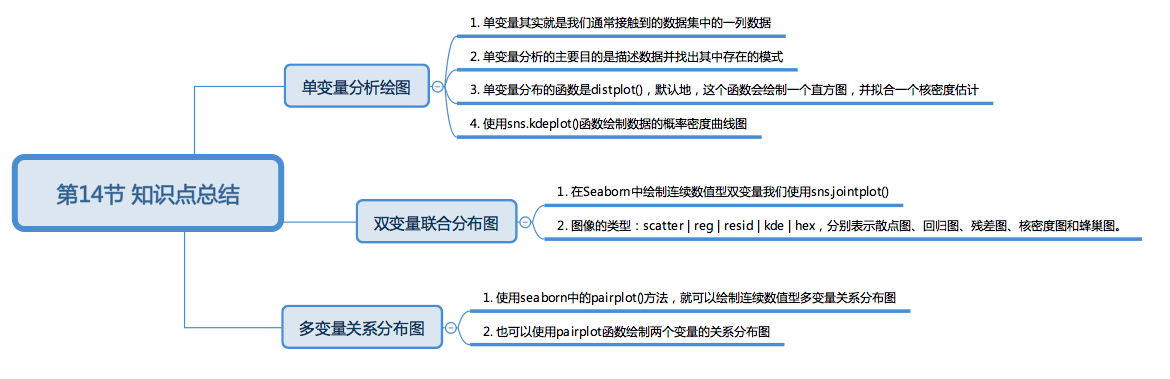 第14节 知识点总结
单变量分析绘图
1. 单变量其实就是我们通常接触到的数据集中的一列数据
2. 单变量分析的主要目的是描述数据并找出其中存在的模式
3. 单变量分布的函数是distplot()，默认地，这个函数会绘制一个直方图，并拟合一个核密度估计
4. 使用sns.kdeplot()函数绘制数据的概率密度曲线图
双变量联合分布图
1. 在Seaborn中绘制连续数值型双变量我们使用sns.jointplot()
2. 图像的类型：scatter | reg | resid | kde | hex，分别表示散点图、回归图、残差图、核密度图和蜂巢图。
多变量关系分布图
1. 使用seaborn中的pairplot()方法，就可以绘制连续数值型多变量关系分布图
2. 也可以使用pairplot函数绘制两个变量的关系分布图